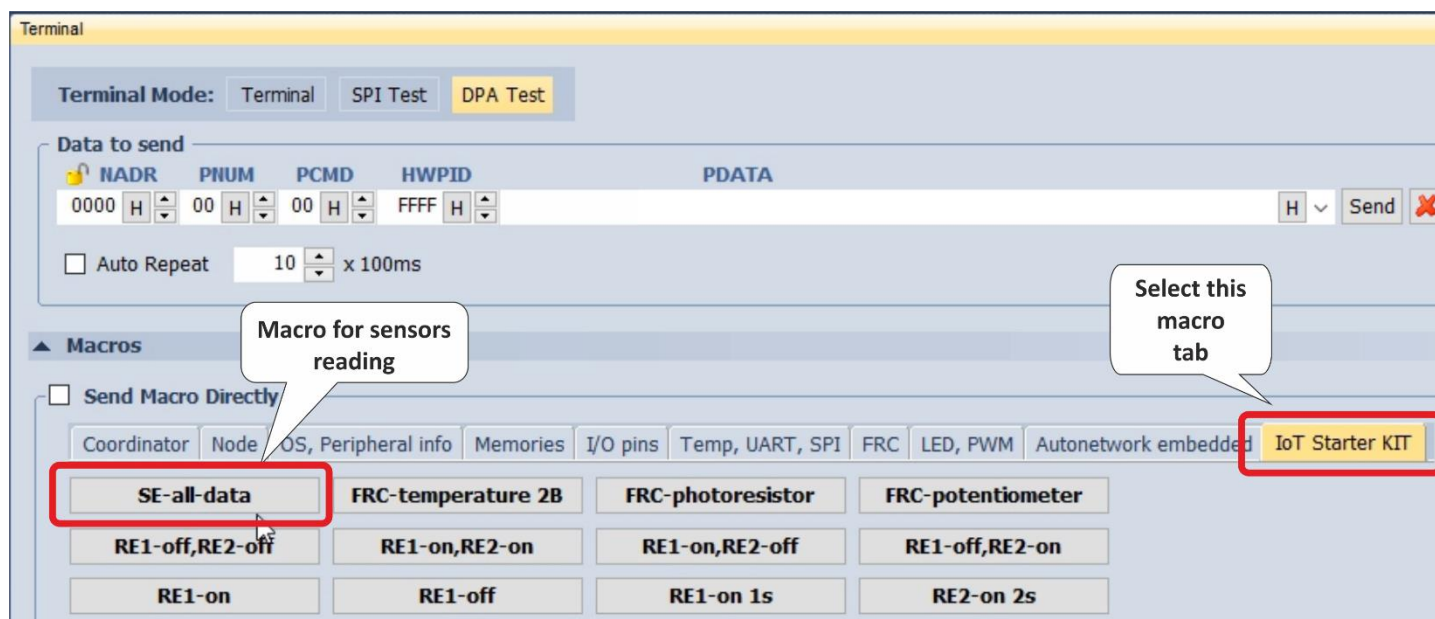 Terminal
Terminal Mode: Terminal SPI Test DPA Test
Data to send
NADR PNUM PCMD HWPID PDATA
0000 H 00 H 00 H FFFF H H Send
Auto Repeat 10 x 100ms
Select this
macro
tab
Macro for sensors
reading
Macros
Send Macro Directly
Coordinator Node OS, Peripheral info Memories I/O pins Temp, UART, SPI FRC LED, PWM Autonetwork embedded IoT Starter KIT
SE-all-data FRC-temperature 2B FRC-photoresistor FRC-potentiometer
RE1-off,RE2-off RE1-on,RE2-on RE1-on,RE2-off RE1-off,RE2-on
RE1-on RE1-off RE1-on 1s RE2-on 2s